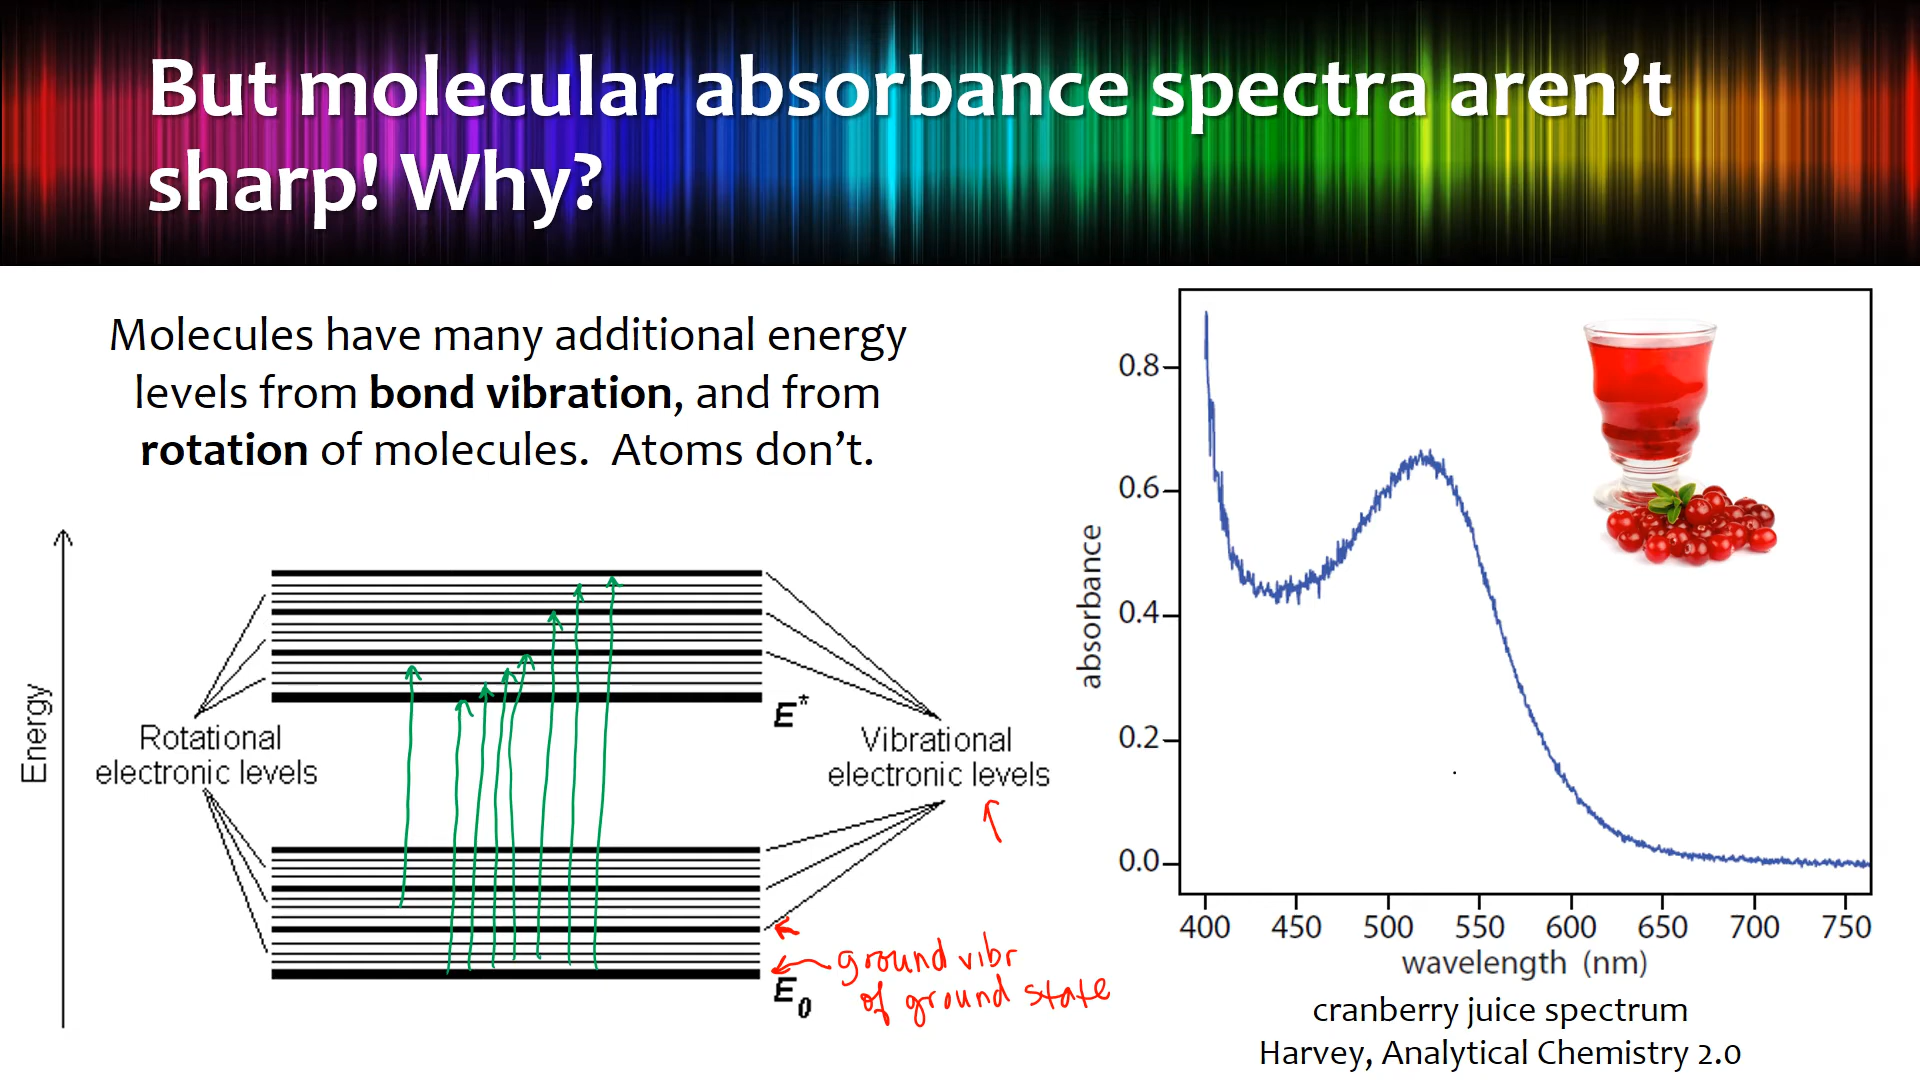 But molecular absorbance spectra aren't
sharp! Why?
Molecules have many additional energy
levels from bond vibration, and from
rotation of molecules.  Atoms don't.
Energy
Rotational
electronic levels
E*
Vibrational
electronic levels
E0
ground vibr
of ground state
absorbance
0.8
0.6
0.4
0.2
0.0
400 450 500 550 600 650 700 750
wavelength (nm)
cranberry juice spectrum
Harvey, Analytical Chemistry 2.0